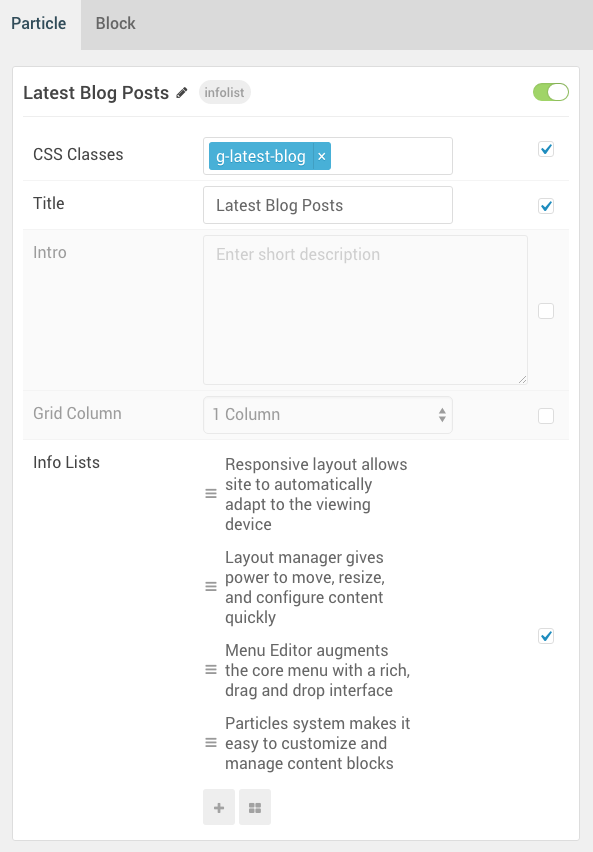 Particle Block
Latest Blog Posts infolist
CSS Classes g-latest-blog ×
Title Latest Blog Posts
Intro Enter short description
Grid Column 1 Column
Info Lists
Responsive layout allows
site to automatically
adapt to the viewing
device
Layout manager gives
power to move, resize,
and configure content
quickly
Menu Editor augments
the core menu with a rich,
drag and drop interface
Particles system makes it
easy to customize and
manage content blocks